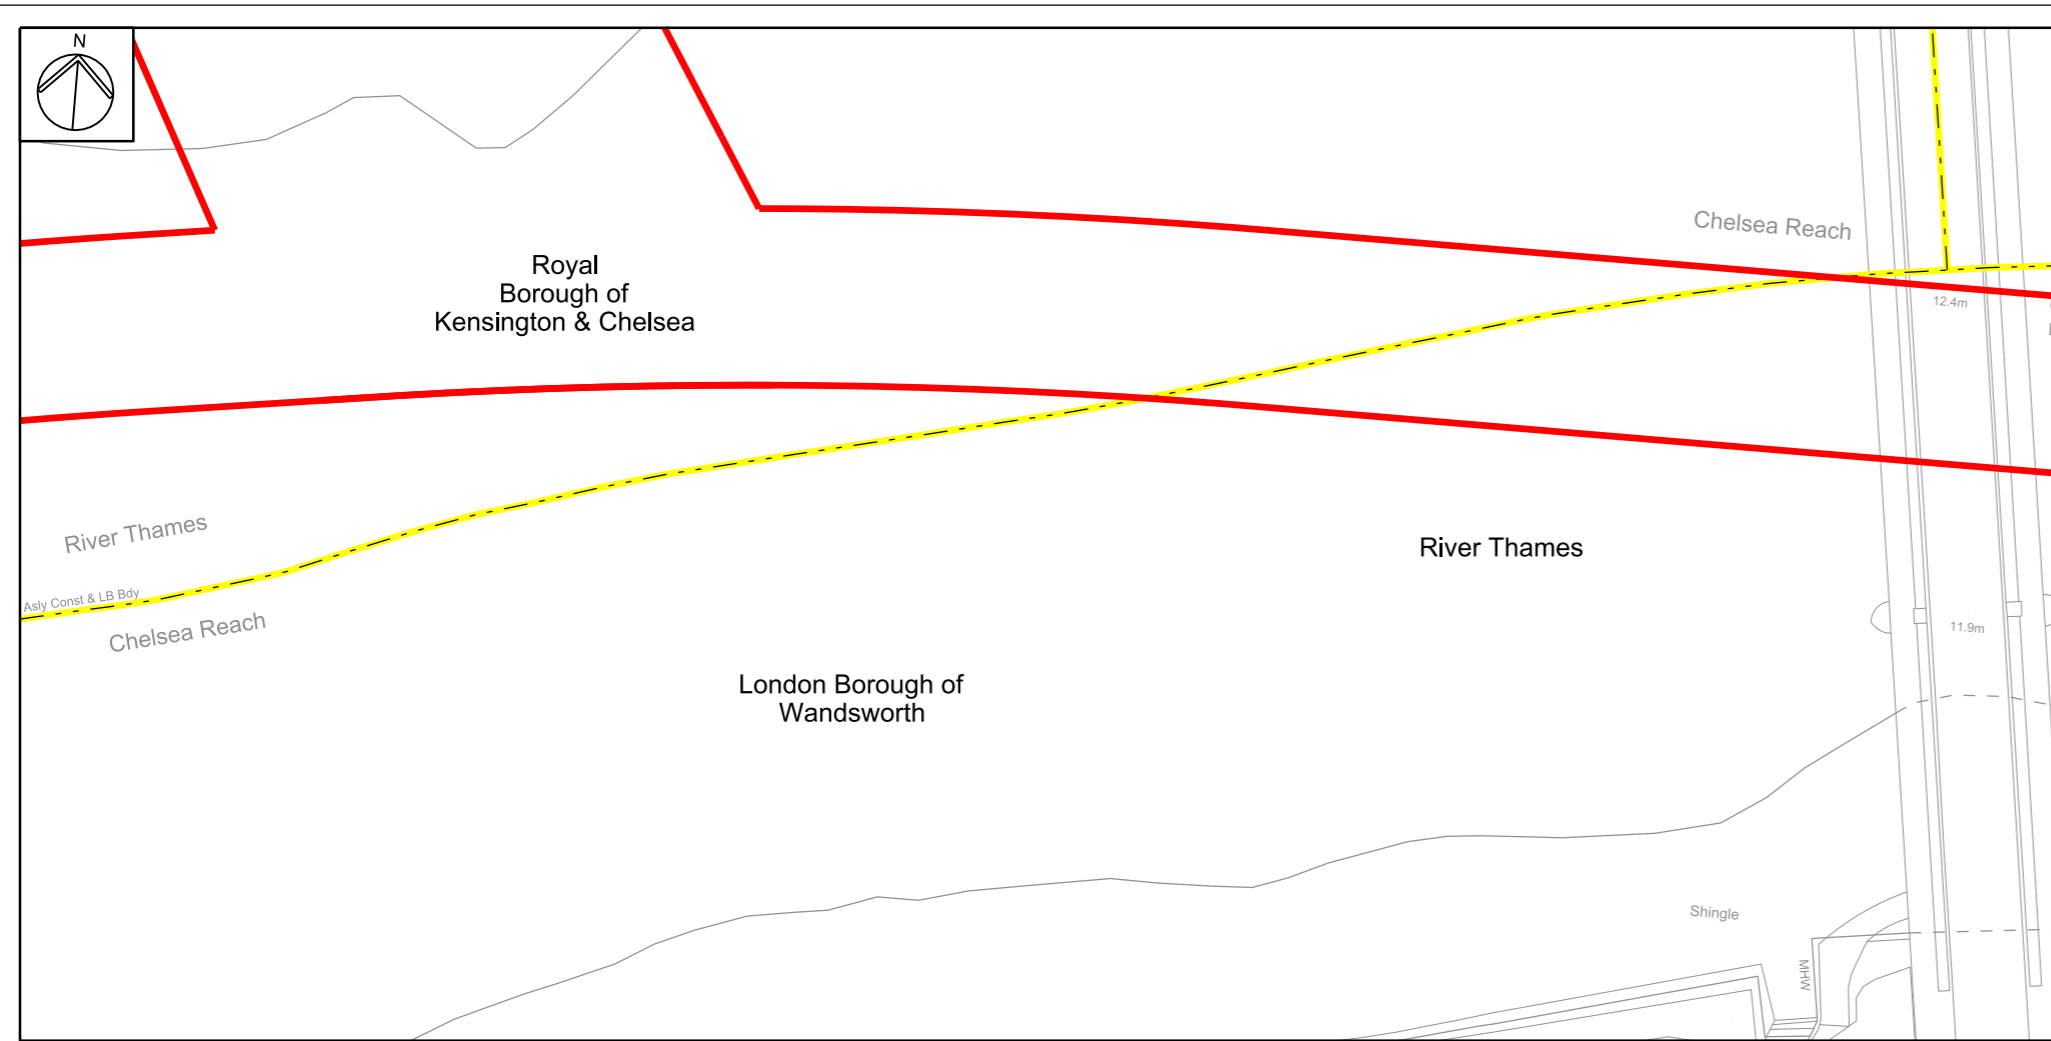 N
Chelsea Reach
Royal
Borough of
Kensington & Chelsea
12.4m
River Thames
River Thames
Asly Const & LB Bdy
Chelsea Reach
11.9m
London Borough of
Wandsworth
Shingle
MHW